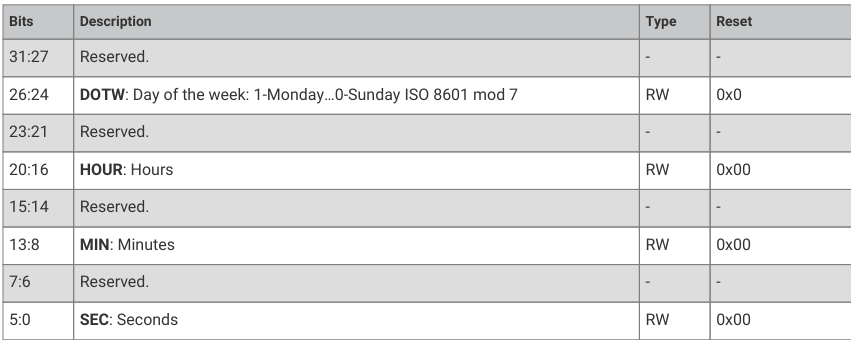 Bits Description Type Reset
31:27 Reserved. - -
26:24 DOTW: Day of the week: 1-Monday…0-Sunday ISO 8601 mod 7 RW 0x0
23:21 Reserved. - -
20:16 HOUR: Hours RW 0x00
15:14 Reserved. - -
13:8 MIN: Minutes RW 0x00
7:6 Reserved. - -
5:0 SEC: Seconds RW 0x00